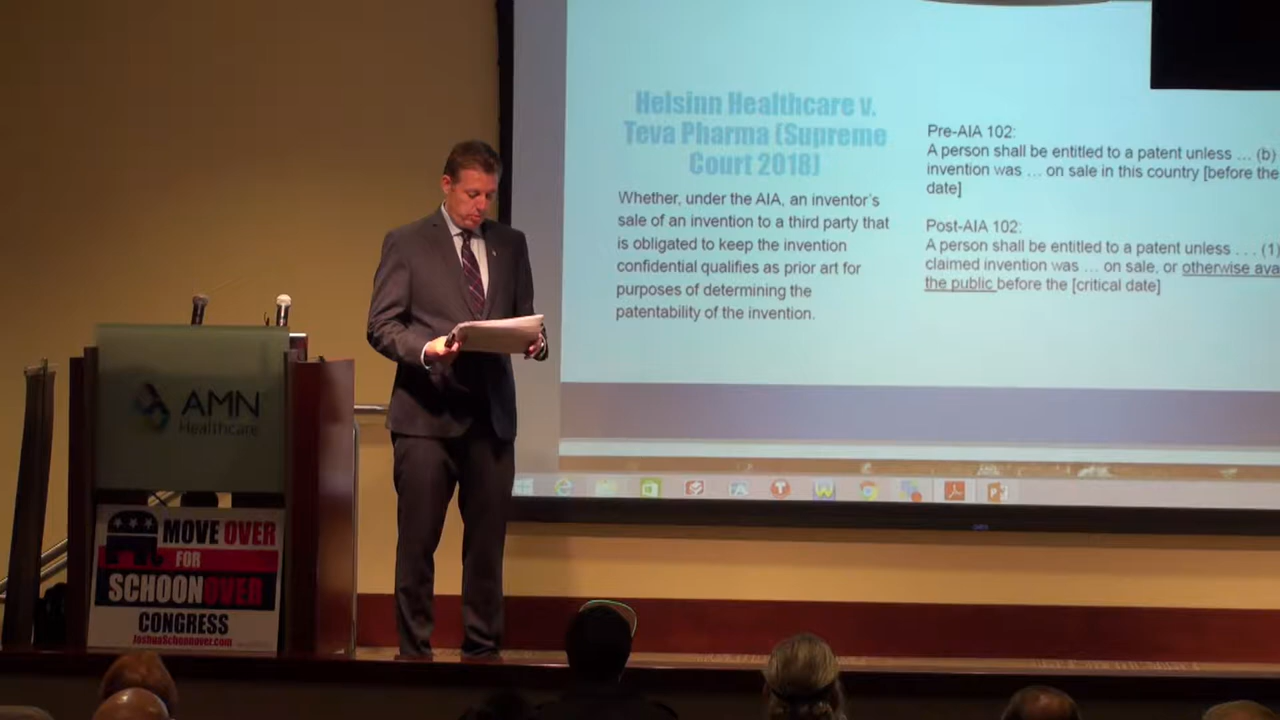 Helsinn Healthcare v.
Teva Pharma (Supreme
Court 2018)
Whether, under the AIA, an inventor's
sale of an invention to a third party that
is obligated to keep the invention
confidential qualifies as prior art for
purposes of determining the
patentability of the invention.
Pre-AIA 102:
A person shall be entitled to a patent unless ... (b)
invention was ... on sale in this country [before the
date]
Post-AIA 102:
A person shall be entitled to a patent unless . . . (1)
claimed invention was ... on sale, or otherwise ava
the public before the [critical date]
AMN
Healthcare
MOVE OVER
FOR
SCHOONOVER
CONGRESS
JoshuaSchoonover.com